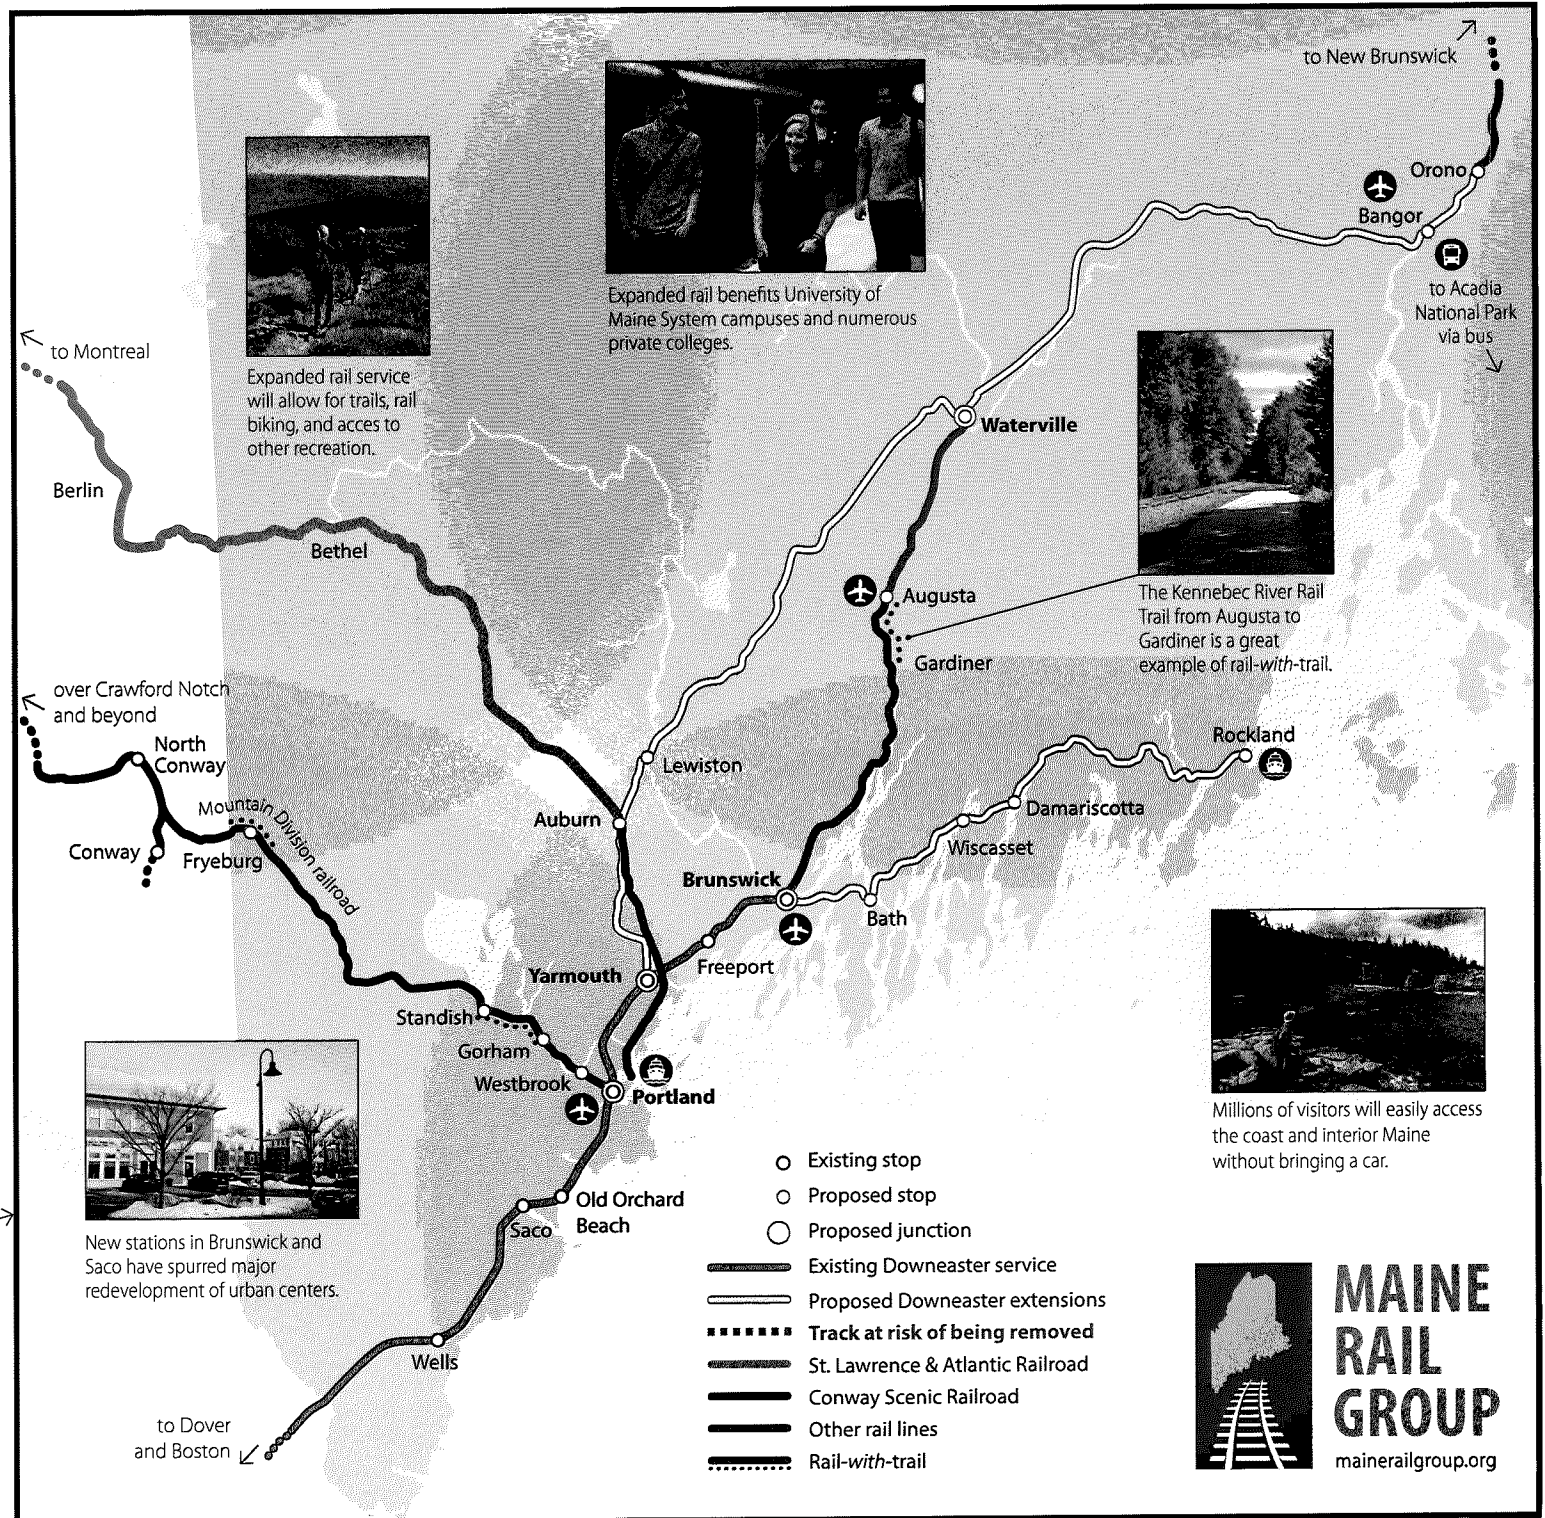 to New Brunswick
Orono
Bangor
to Acadia
National Park
via bus
Expanded rail benefits University of
Maine System campuses and numerous
private colleges.
to Montreal
Expanded rail service
will allow for trails, rail
biking, and acces to
other recreation.
Waterville
Berlin
Bethel
Augusta
Gardiner
The Kennebec River Rail
Trail from Augusta to
Gardiner is a great
example of rail-with-trail.
over Crawford Notch
and beyond
North
Conway
Rockland
Lewiston
Mountain Division railroad
Auburn
Damariscotta
Conway
Fryeburg
Wiscasset
Brunswick
Bath
Freeport
Yarmouth
Standish
Gorham
Westbrook
Portland
Millions of visitors will easily access
the coast and interior Maine
without bringing a car.
Old Orchard
Beach
Saco
New stations in Brunswick and
Saco have spurred major
redevelopment of urban centers.
Wells
to Dover
and Boston
Existing stop
Proposed stop
Proposed junction
Existing Downeaster service
Proposed Downeaster extensions
Track at risk of being removed
St. Lawrence & Atlantic Railroad
Conway Scenic Railroad
Other rail lines
Rail-with-trail
MAINE
RAIL
GROUP
mainerailgroup.org